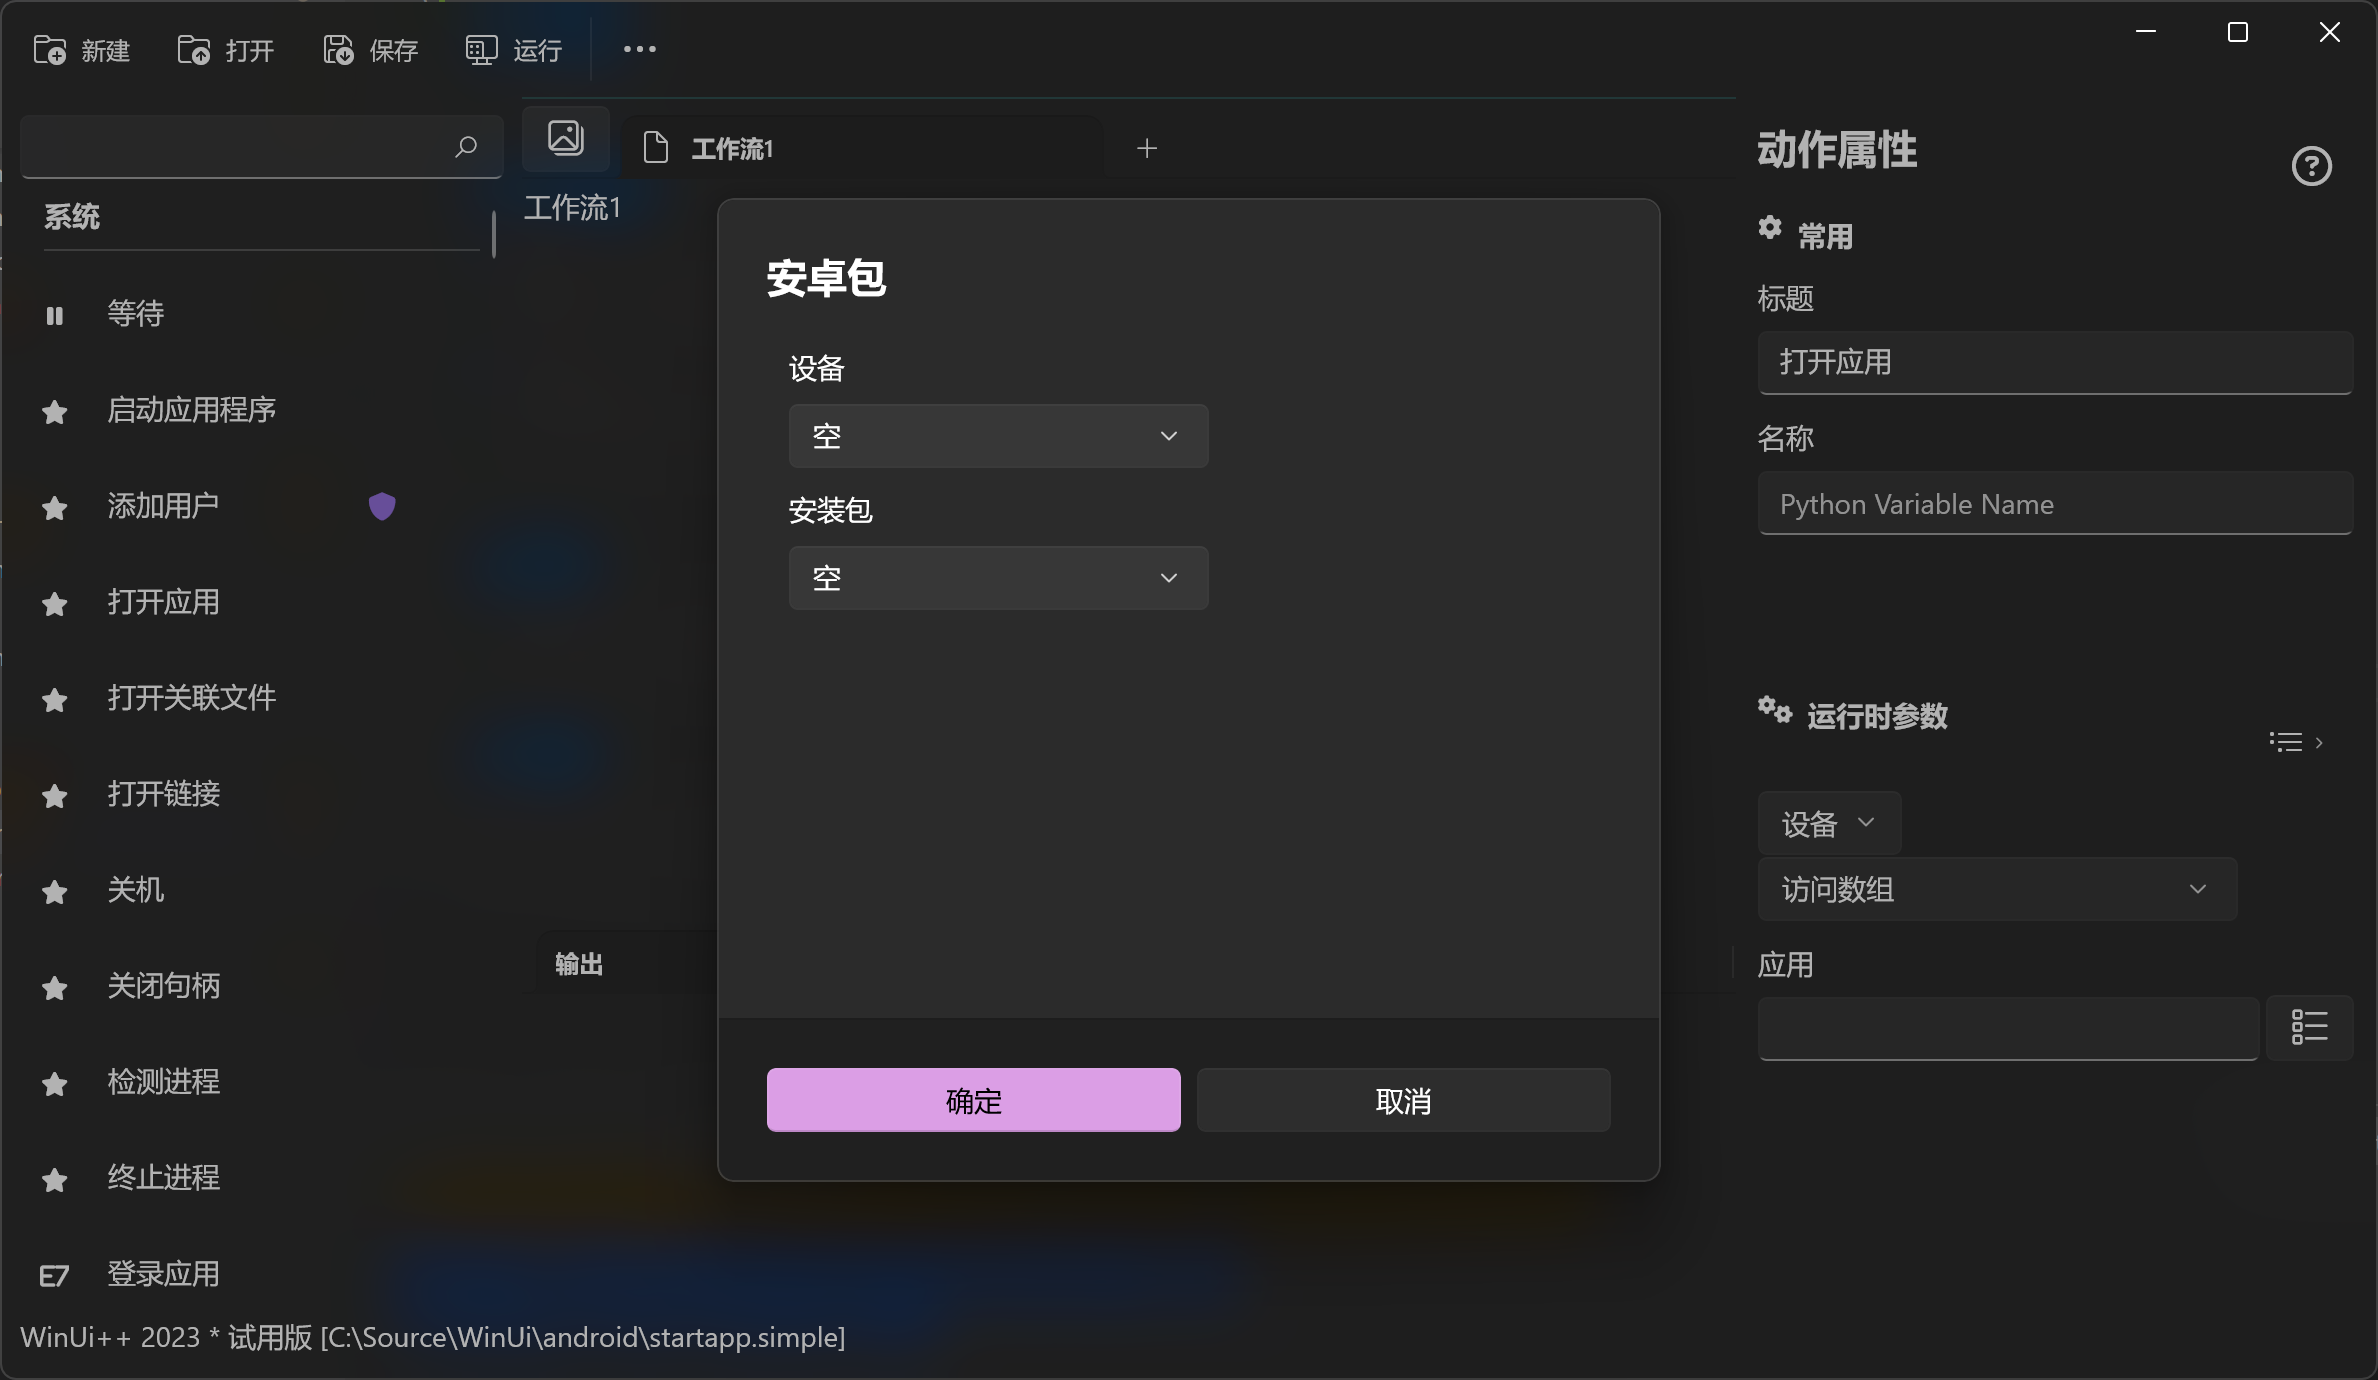 新建 打开 保存 运行
工作流1
系统
等待
启动应用程序
添加用户
打开应用
打开关联文件
打开链接
关机
关闭句柄
检测进程
终止进程
E7 登录应用
工作流1
输出
安卓包
设备
空
安装包
空
确定 取消
动作属性
常用
标题
打开应用
名称
Python Variable Name
运行时参数
设备
访问数组
应用
WinUi++ 2023 * 试用版 [C:\Source\WinUi\android\startapp.simple]